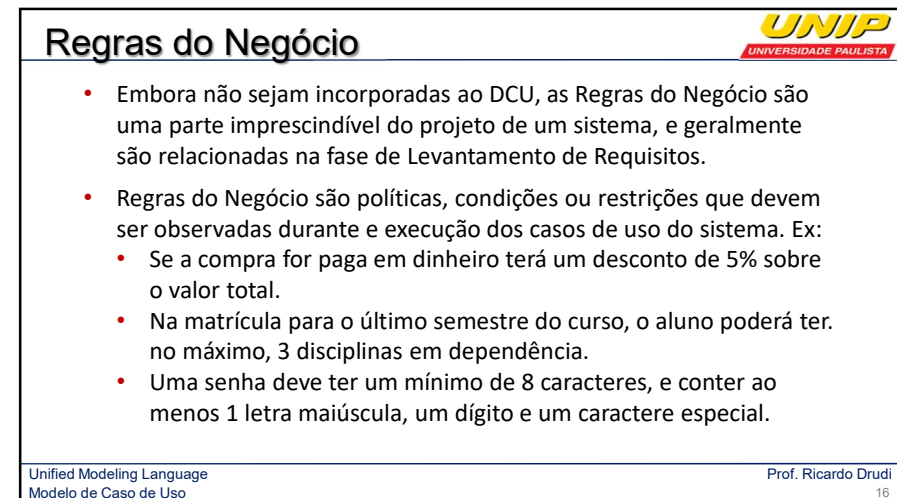 Regras do Negócio
UNIP
UNIVERSIDADE PAULISTA
• Embora não sejam incorporadas ao DCU, as Regras do Negócio são
uma parte imprescindível do projeto de um sistema, e geralmente
são relacionadas na fase de Levantamento de Requisitos.
• Regras do Negócio são políticas, condições ou restrições que devem
ser observadas durante e execução dos casos de uso do sistema. Ex:
• Se a compra for paga em dinheiro terá um desconto de 5% sobre
o valor total.
• Na matrícula para o último semestre do curso, o aluno poderá ter.
no máximo, 3 disciplinas em dependência.
• Uma senha deve ter um mínimo de 8 caracteres, e conter ao
menos 1 letra maiúscula, um dígito e um caractere especial.
Unified Modeling Language
Modelo de Caso de Uso
Prof. Ricardo Drudi
16